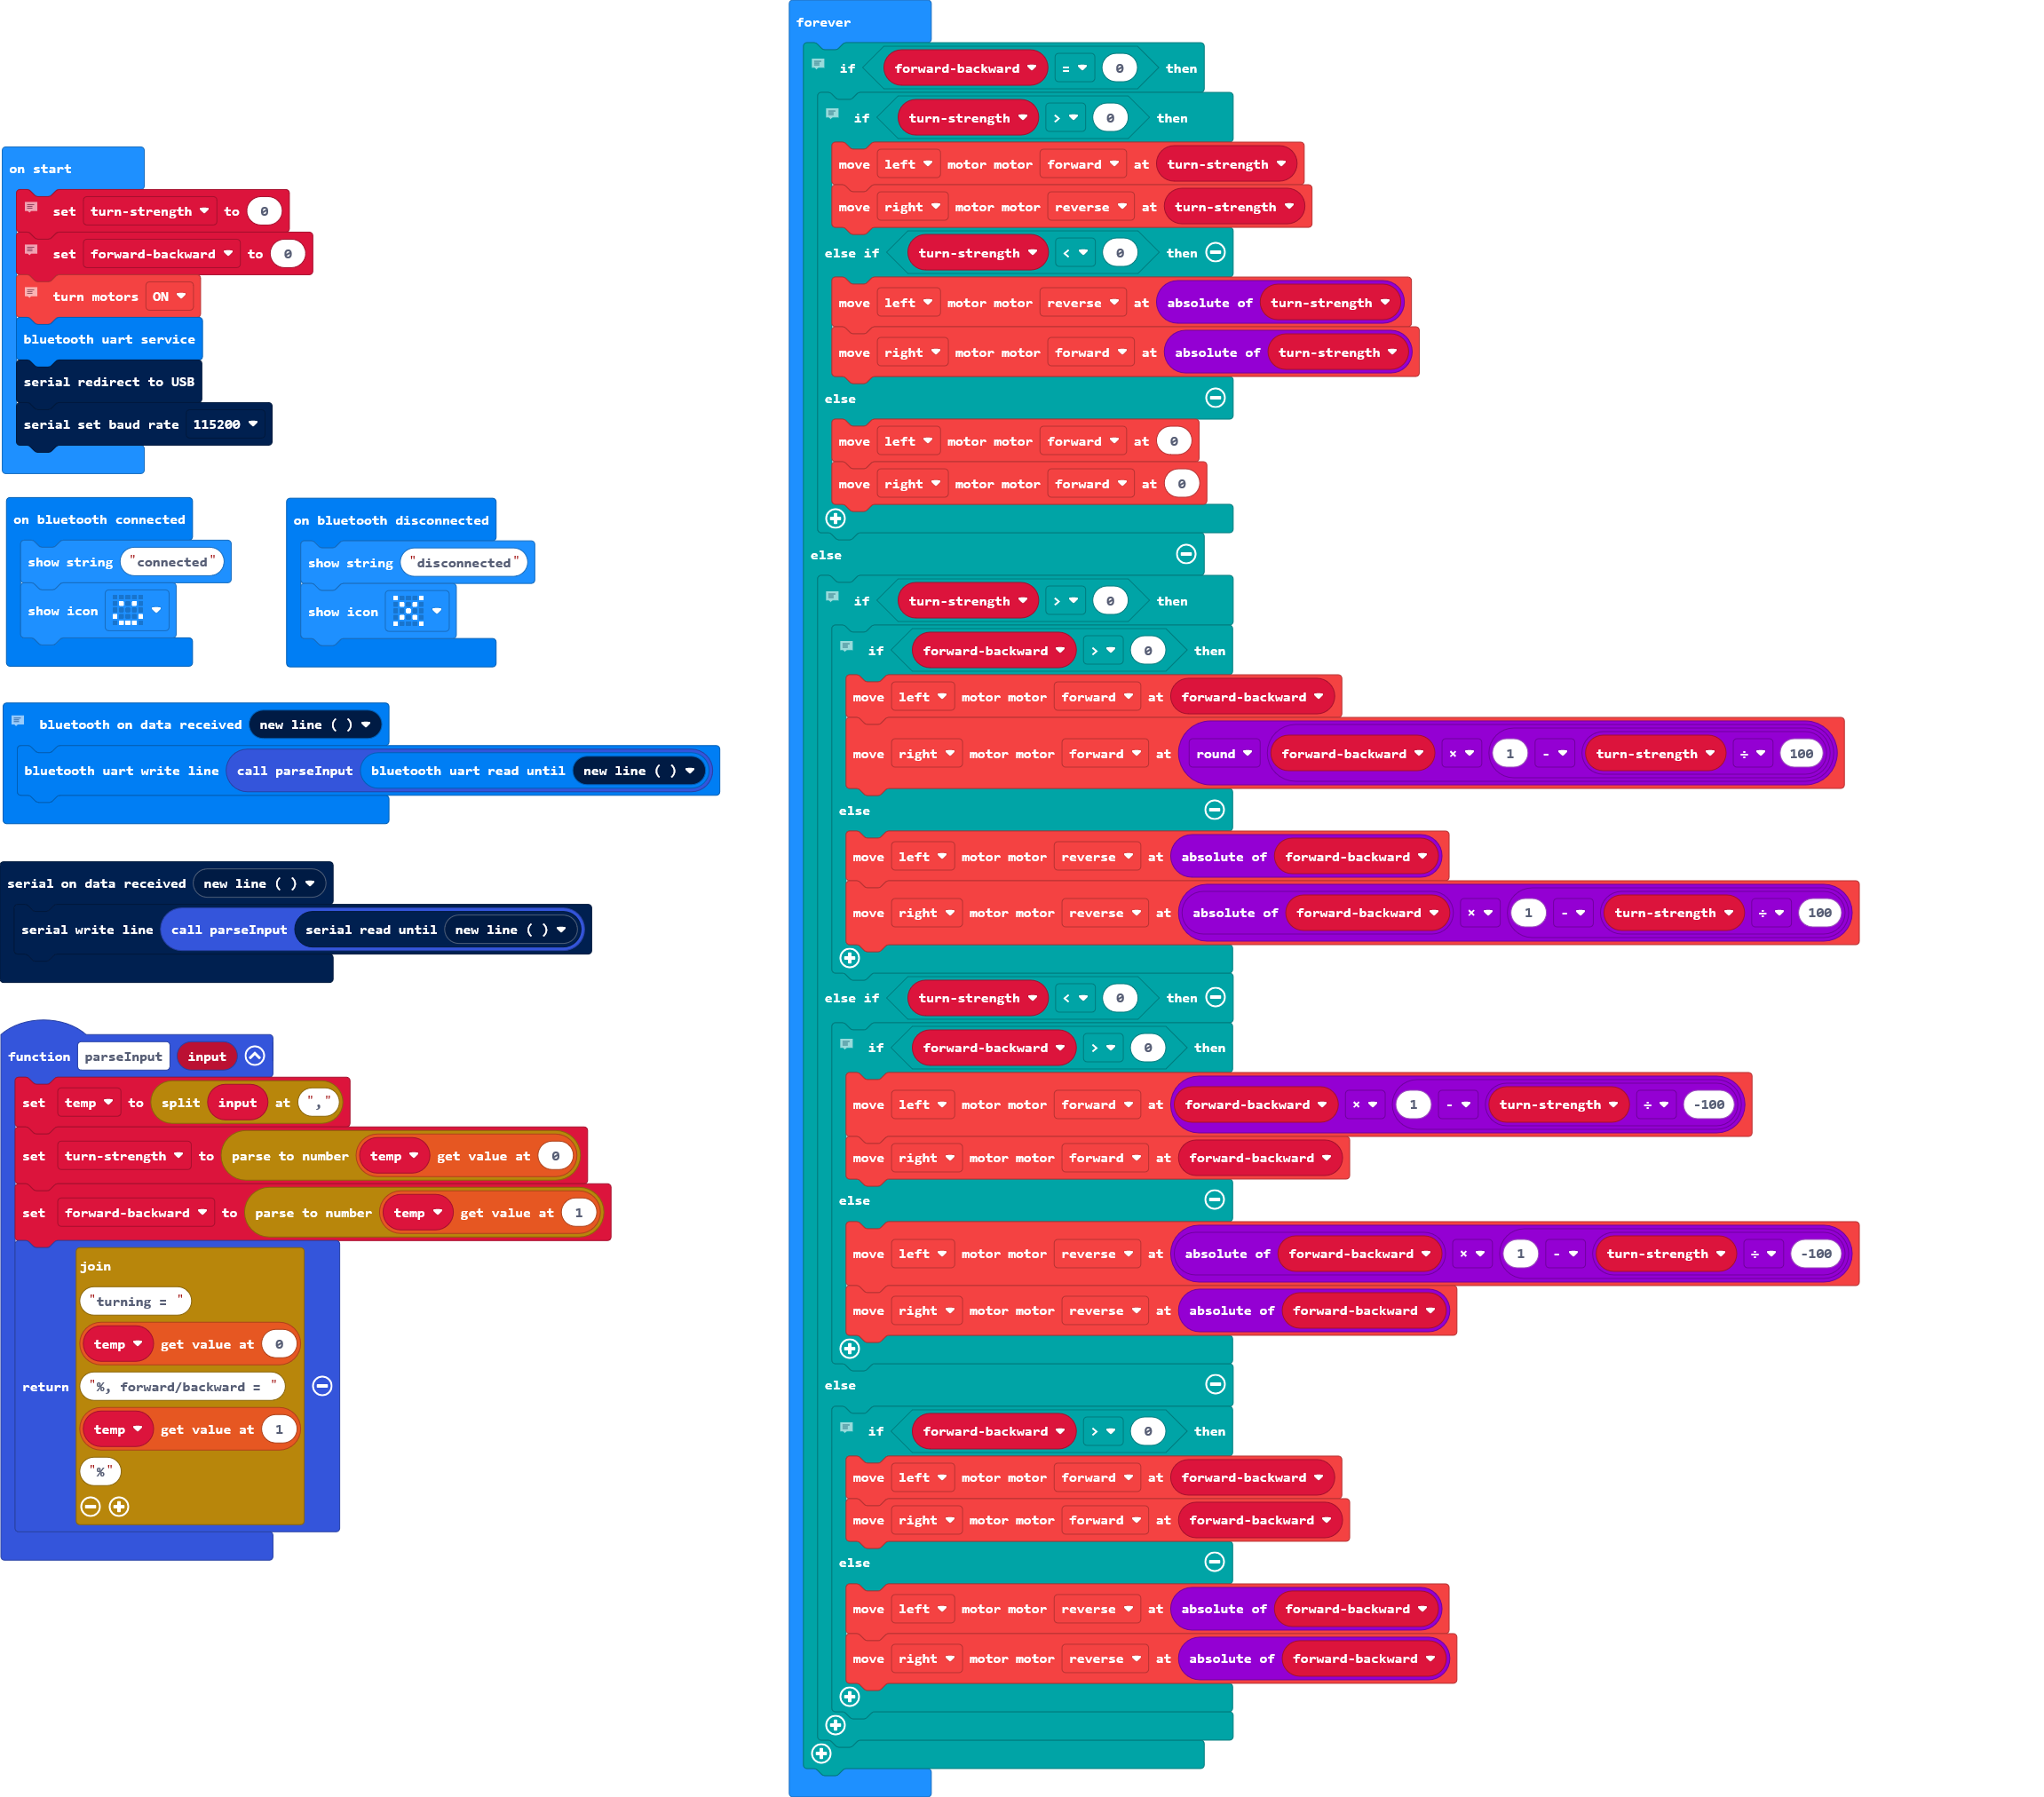 on start
set turn-strength to 0
set forward-backward to 0
turn motors ON
bluetooth uart service
serial redirect to USB
serial set baud rate 115200
on bluetooth connected
show string "connected"
show icon
on bluetooth disconnected
show string "disconnected"
show icon
bluetooth on data received new line ( )
bluetooth uart write line call parseInput bluetooth uart read until new line ( )
serial on data received new line ( )
serial write line call parseInput serial read until new line ( )
function parseInput input
set temp to split input at ","
set turn-strength to parse to number temp get value at 0
set forward-backward to parse to number temp get value at 1
return
join
"turning = "
temp get value at 0
"%, forward/backward = "
temp get value at 1
"%"
forever
if forward-backward = 0 then
if turn-strength > 0 then
move left motor motor forward at turn-strength
move right motor motor reverse at turn-strength
else if turn-strength < 0 then
move left motor motor reverse at absolute of turn-strength
move right motor motor forward at absolute of turn-strength
else
move left motor motor forward at 0
move right motor motor forward at 0
else
if turn-strength > 0 then
if forward-backward > 0 then
move left motor motor forward at forward-backward
move right motor motor forward at round forward-backward × 1 - turn-strength ÷ 100
else
move left motor motor reverse at absolute of forward-backward
move right motor motor reverse at absolute of forward-backward × 1 - turn-strength ÷ 100
else if turn-strength < 0 then
if forward-backward > 0 then
move left motor motor forward at forward-backward × 1 - turn-strength ÷ -100
move right motor motor forward at forward-backward
else
move left motor motor reverse at absolute of forward-backward × 1 - turn-strength ÷ -100
move right motor motor reverse at absolute of forward-backward
else
if forward-backward > 0 then
move left motor motor forward at forward-backward
move right motor motor forward at forward-backward
else
move left motor motor reverse at absolute of forward-backward
move right motor motor reverse at absolute of forward-backward